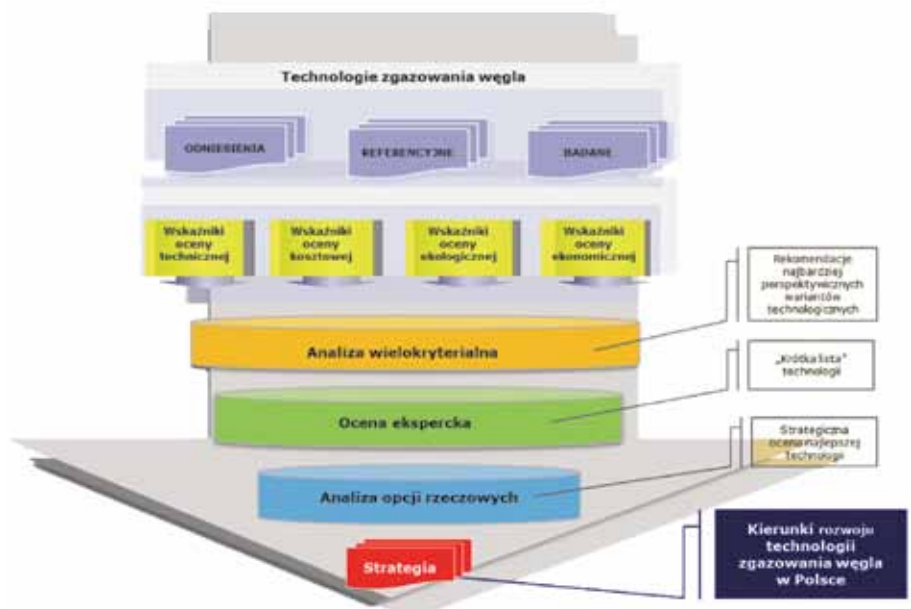 Technologie zgazowania węgla
ODNIESIENIA
REFERENCYJNE
BADANE
Wskaźniki
oceny
technicznej
Wskaźniki
oceny
kosztowej
Wskaźniki
oceny
ekologicznej
Wskaźniki
oceny
ekonomicznej
Rekomendacje
najbardziej
perspektywicznych
wariantów
technologicznych
Analiza wielokryterialna
„Krótka lista”
technologii
Ocena ekspercka
Strategiczna
ocena najlepszej
technologii
Analiza opcji rzeczowych
Strategia
Kierunki rozwoju
technologii
zgazowania węgla
w Polsce